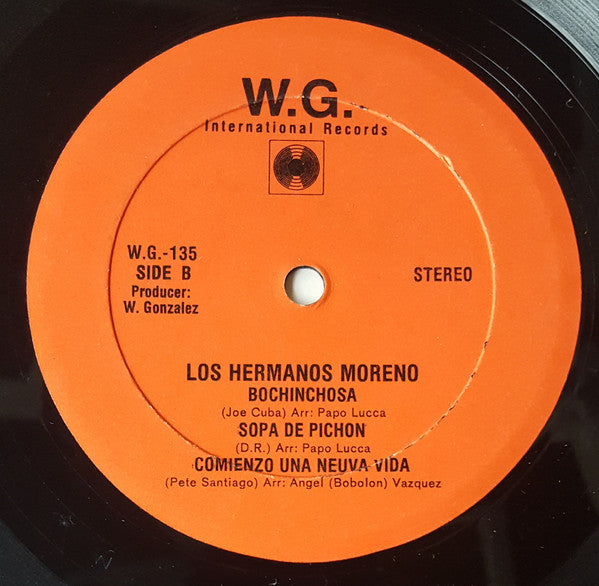 W.G.
International Records
W.G.-135
SIDE B
Producer:
W. Gonzalez
STEREO
LOS HERMANOS MORENO
BOCHINCHOSA
(Joe Cuba) Arr: Papo Lucca
SOPA DE PICHON
(D.R.) Arr: Papo Lucca
COMIENZO UNA NEUVA VIDA
(Pete Santiago) Arr: Angel (Bobolon) Vazquez